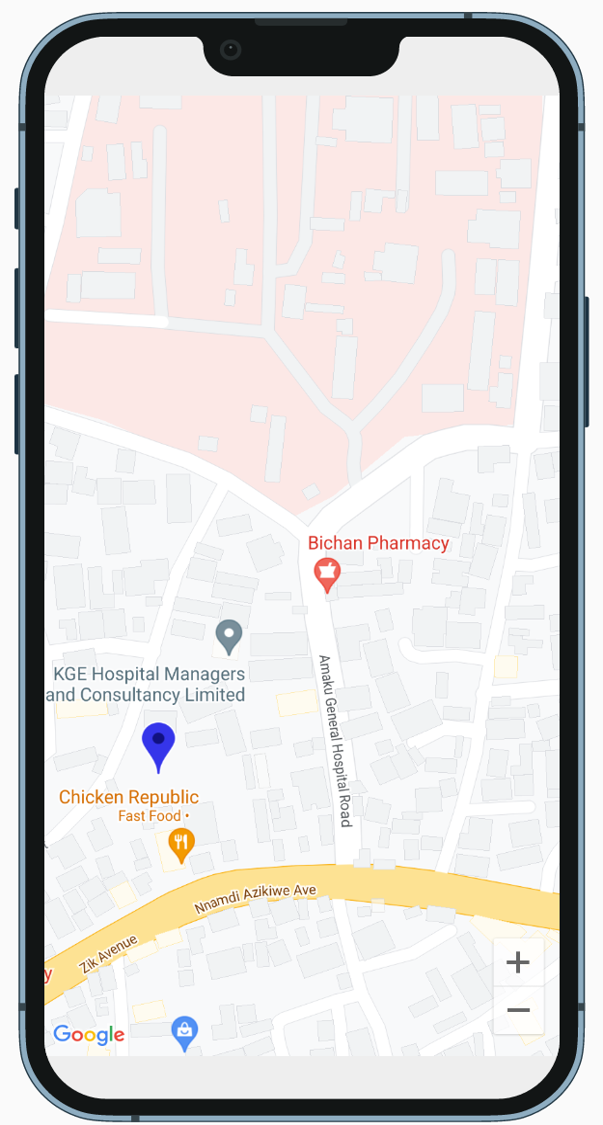 Bichan Pharmacy
KGE Hospital Managers
and Consultancy Limited
Amaku General Hospital Road
Chicken Republic
Fast Food •
Nnamdi Azikiwe Ave
Zik Avenue
y
Google
+
−